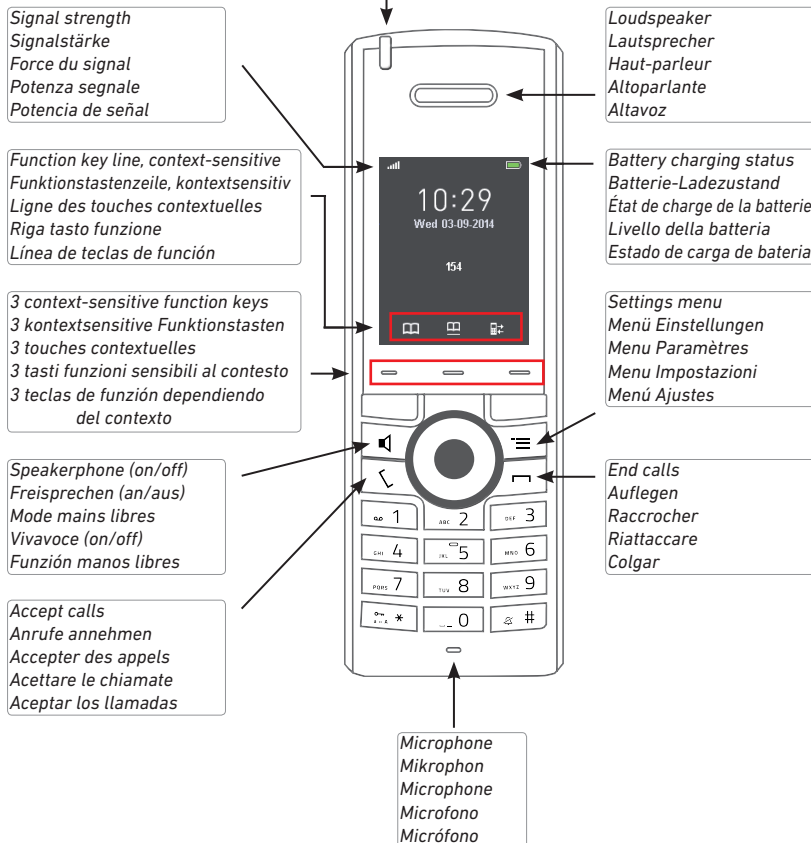 Signal strength
Signalstärke
Force du signal
Potenza segnale
Potencia de señal
Loudspeaker
Lautsprecher
Haut-parleur
Altoparlante
Altavoz
Function key line, context-sensitive
Funktionstastenzeile, kontextsensitiv
Ligne des touches contextuelles
Riga tasto funzione
Línea de teclas de función
10:29
Wed 03-09-2014
154
Battery charging status
Batterie-Ladezustand
État de charge de la batterie
Livello della batteria
Estado de carga de bateria
3 context-sensitive function keys
3 kontextsensitive Funktionstasten
3 touches contextuelles
3 tasti funzioni sensibili al contesto
3 teclas de función dependiendo
del contexto
Settings menu
Menü Einstellungen
Menu Paramètres
Menu Impostazioni
Menú Ajustes
Speakerphone (on/off)
Freisprechen (an/aus)
Mode mains libres
Vivavoce (on/off)
Funzión manos libres
End calls
Auflegen
Raccrocher
Riattaccare
Colgar
1 ABC 2 DEF 3
GHI 4 JKL 5 MNO 6
PQRS 7 TUV 8 WXYZ 9
* 0 #
Accept calls
Anrufe annehmen
Accepter des appels
Acettare le chiamate
Aceptar los llamadas
Microphone
Mikrophon
Microphone
Microfono
Micrófono